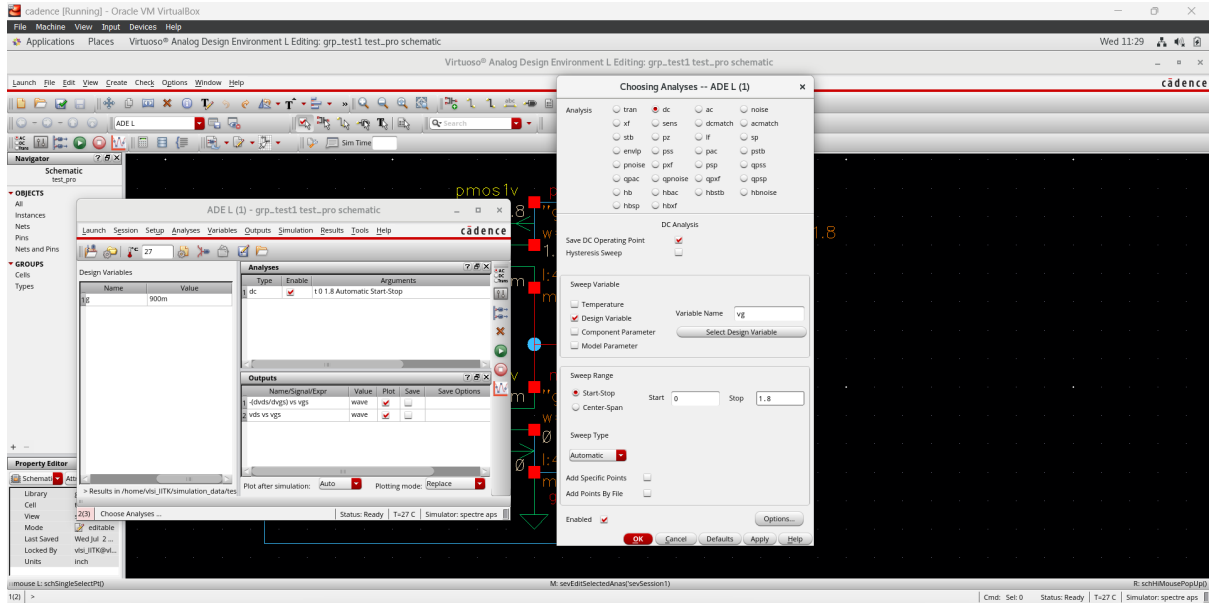 cadence [Running] - Oracle VM VirtualBox
File Machine View Input Devices Help
Applications Places Virtuoso® Analog Design Environment L Editing: grp_test1 test_pro schematic Wed 11:29
Virtuoso® Analog Design Environment L Editing: grp_test1 test_pro schematic
Launch File Edit View Create Check Options Window Help cādence
ADE L
Search
Sim Time
Navigator ? X
Schematic
test_pro
OBJECTS
All
Instances
Nets
Pins
Nets and Pins
GROUPS
Cells
Types
Property Editor
Schemati
Library
Cell
View
Mode editable
Last Saved Wed Jul 2 ...
Locked By vlsi_IITK@vl...
Units inch
pmos1v
1.8
ADE L (1) - grp_test1 test_pro schematic
Launch Session Setup Analyses Variables Outputs Simulation Results Tools Help cādence
27
Design Variables
Name Value
900m
Analyses ? X
Type Enable Arguments
1 dc t 0 1.8 Automatic Start-Stop
Outputs ? X
Name/Signal/Expr Value Plot Save Save Options
1 -(dvds/dvgs) vs vgs wave
2 vds vs vgs wave
> Results in /home/vlsi_IITK/simulation_data/tes
Plot after simulation: Auto Plotting mode: Replace
2(3) Choose Analyses ... Status: Ready T=27 C Simulator: spectre aps
Choosing Analyses -- ADE L (1) x
Analysis tran dc ac noise
xf sens dcmatch acmatch
stb pz lf sp
envlp pss pac pstb
pnoise pxf psp qpss
qpac qpnoise qpxf qpsp
hb hbac hbstb hbnoise
hbsp hbxf
DC Analysis
Save DC Operating Point
Hysteresis Sweep
Sweep Variable
Temperature
Design Variable
Component Parameter
Model Parameter
Variable Name vg
Select Design Variable
Sweep Range
Start-Stop
Center-Span
Start 0 Stop 1.8
Sweep Type
Automatic
Add Specific Points
Add Points By File
Enabled Options...
OK Cancel Defaults Apply Help
mouse L: schSingleSelectPt() M: sevEditSelectedAnas('sevSession1) R: schHiMousePopUp()
1(2) > Cmd: Sel: 0 Status: Ready T=27 C Simulator: spectre aps